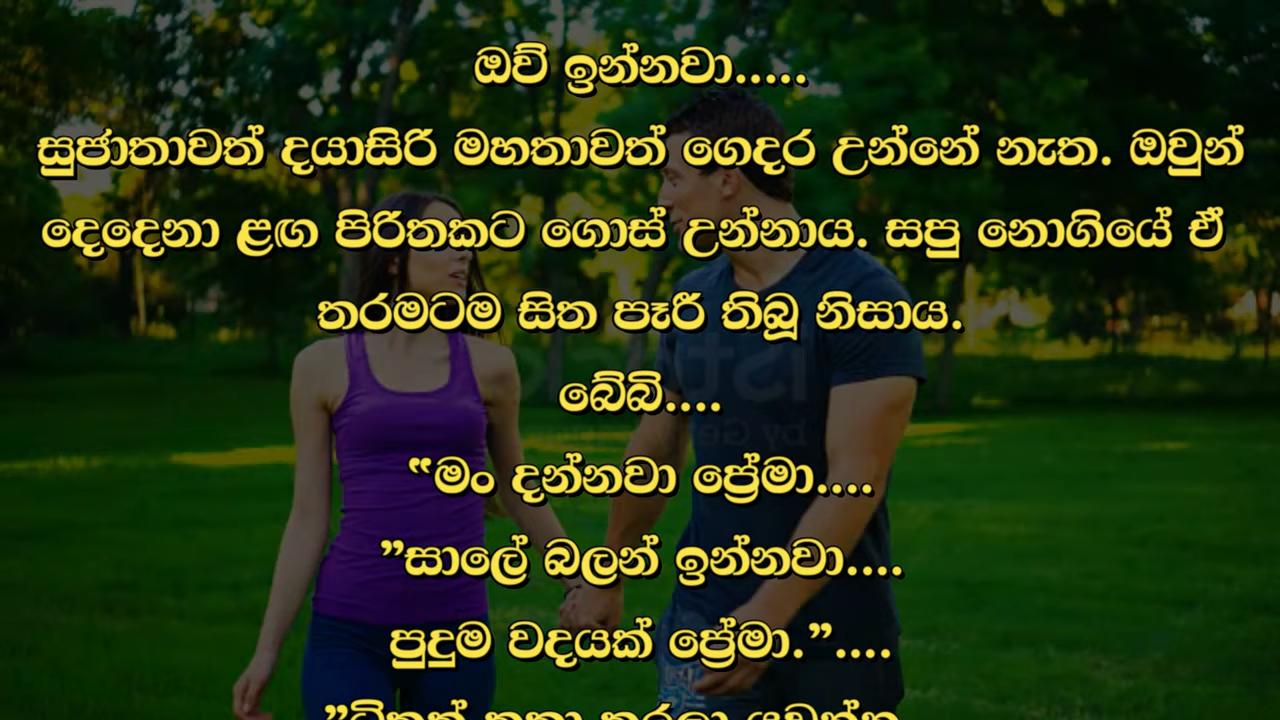 ඔව් ඉන්නවා.....
සුජාතාවත් දයාසිරි මහතාවත් ගෙදර උන්නේ නැත. ඔවුන්
දෙදෙනා ළඟ පිරිතකට ගොස් උන්නාය. සපු නොගියේ ඒ
තරමටම සිත පෑරී තිබූ නිසාය.
බේබි....
“මං දන්නවා ප්‍රේමා....
”සාලේ බලන් ඉන්නවා....
පුදුම වදයක් ප්‍රේමා.”....